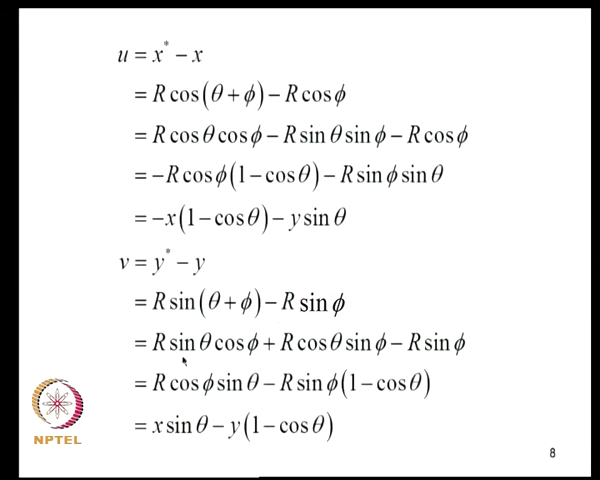 u = x* − x
= R cos(θ + ϕ) − R cos ϕ
= R cos θ cos ϕ − R sin θ sin ϕ − R cos ϕ
= −R cos ϕ(1 − cos θ) − R sin ϕ sin θ
= −x(1 − cos θ) − y sin θ
v = y* − y
= R sin(θ + ϕ) − R sin ϕ
= R sin θ cos ϕ + R cos θ sin ϕ − R sin ϕ
= R cos ϕ sin θ − R sin ϕ(1 − cos θ)
= x sin θ − y(1 − cos θ)
NPTEL
8